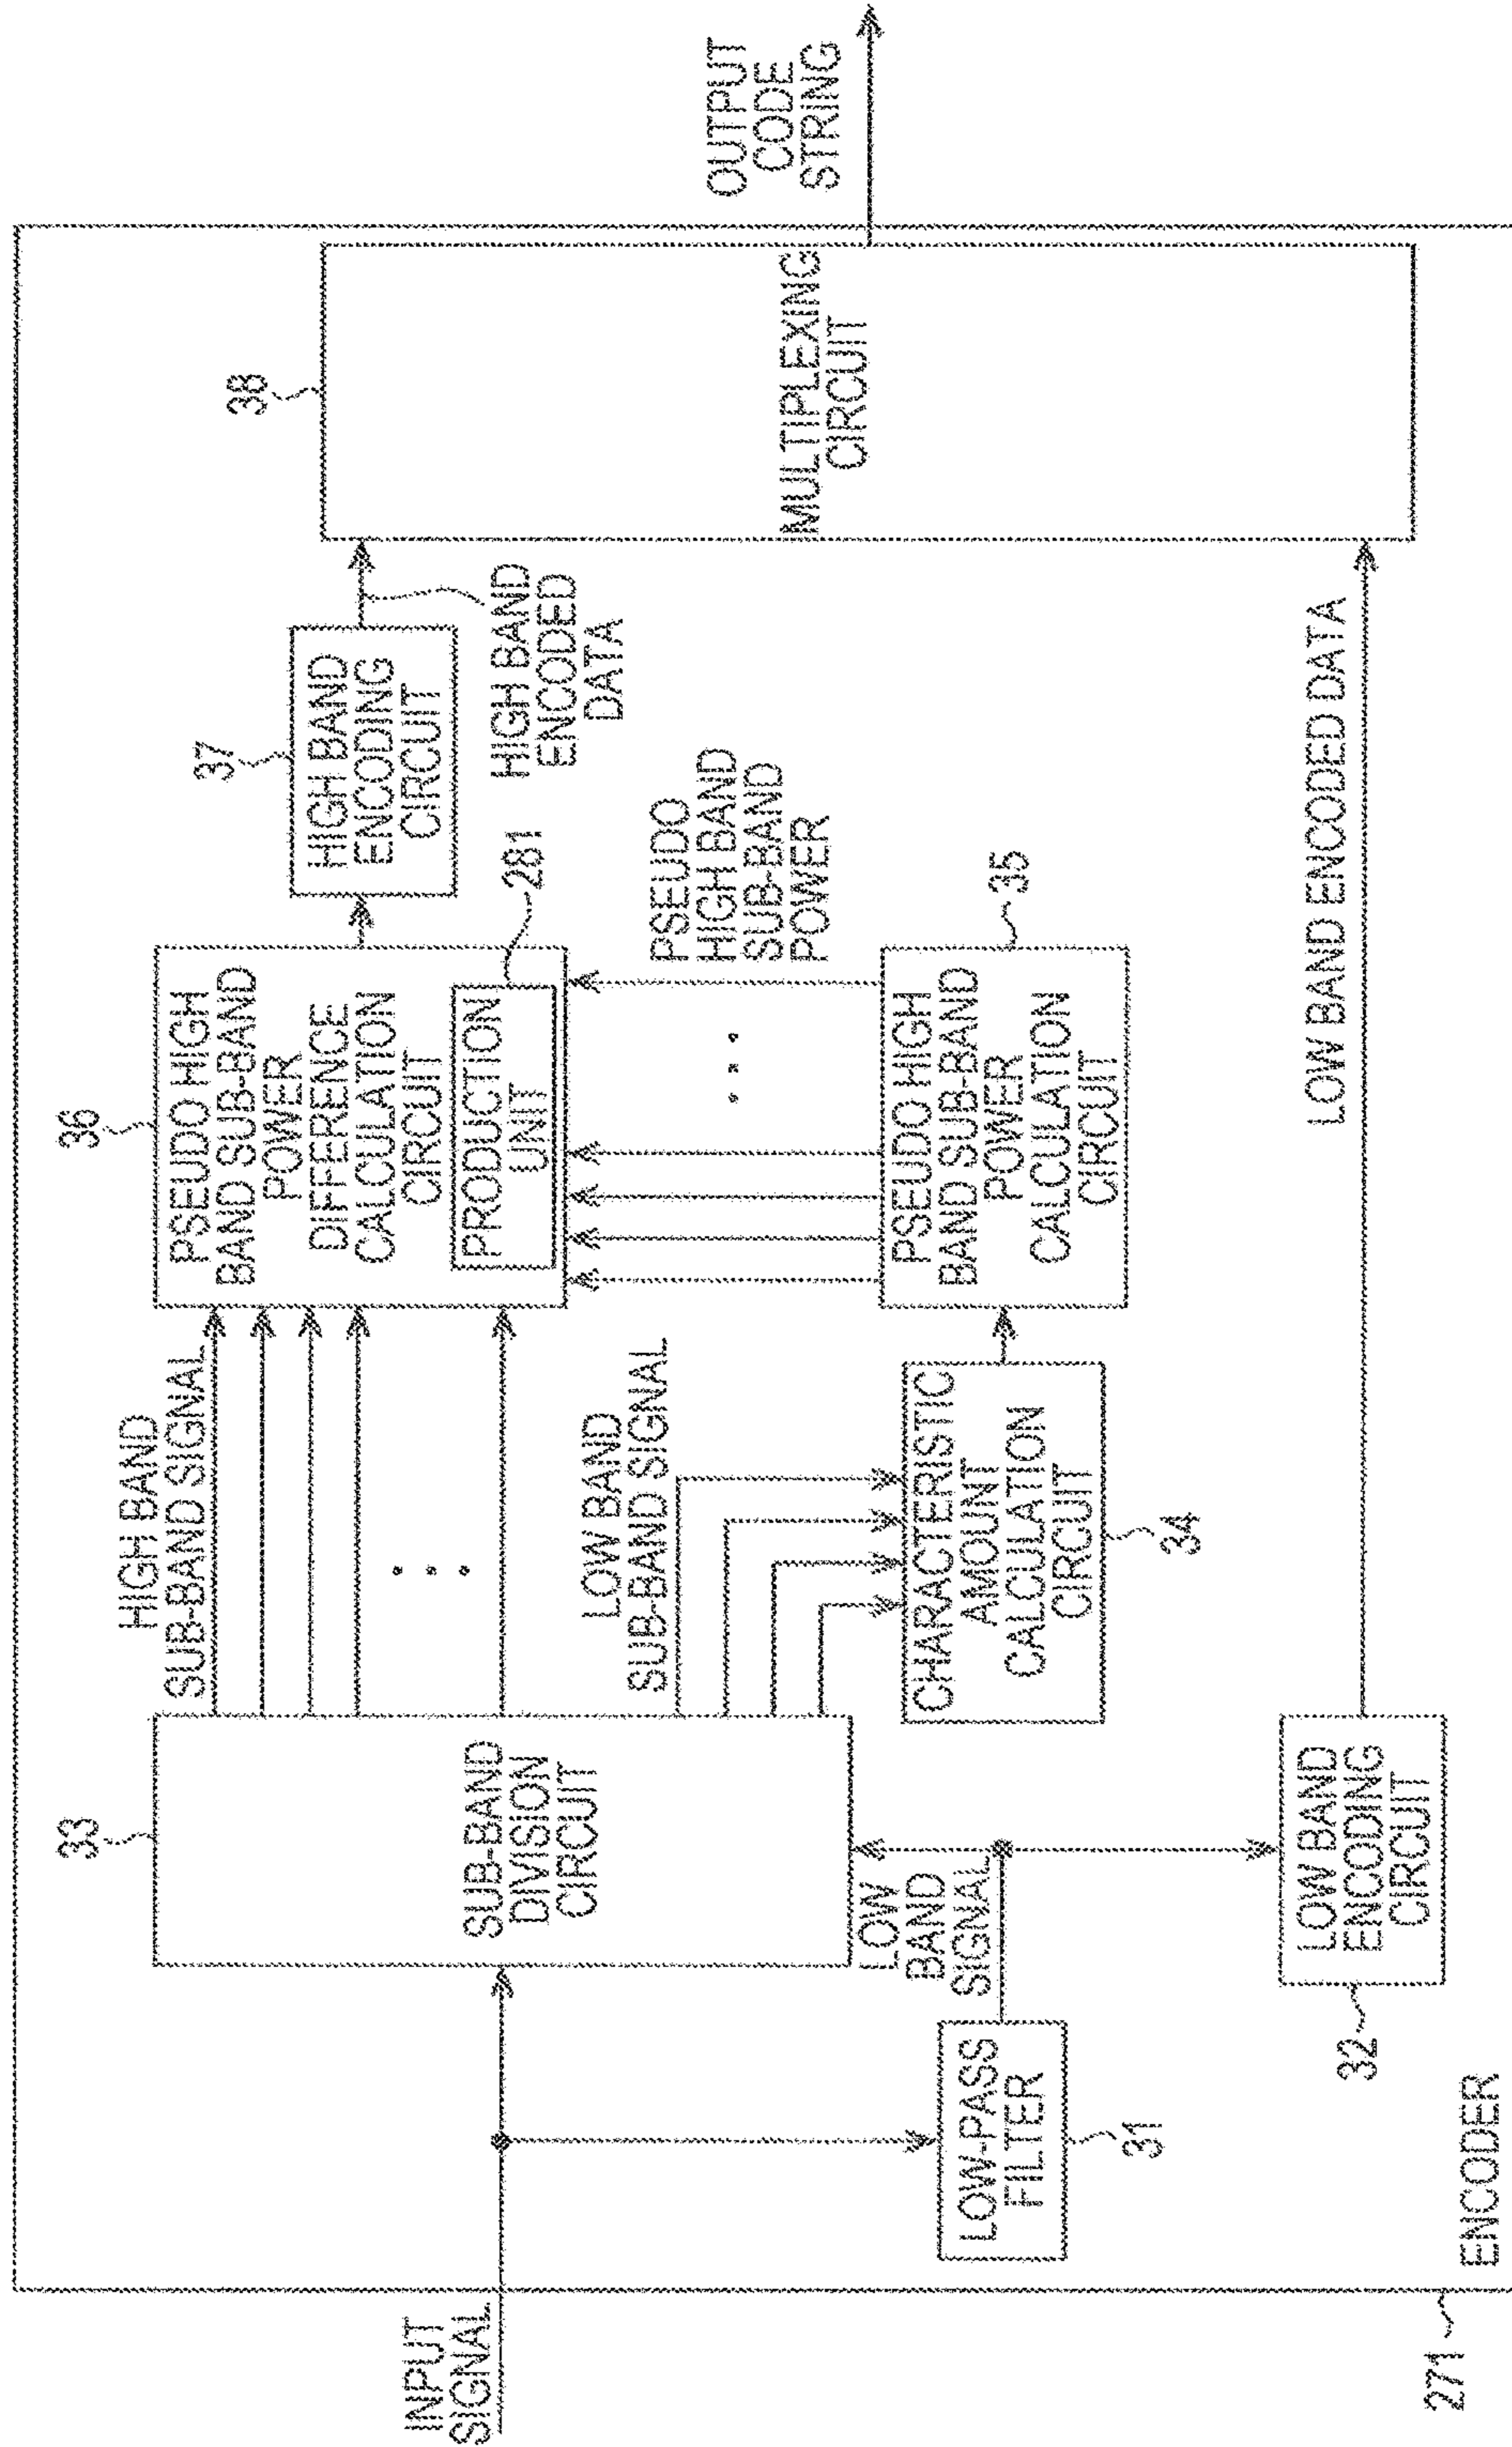 INPUT
SIGNAL
271
ENCODER
33
SUB-BAND
DIVISION
CIRCUIT
LOW-PASS
FILTER
31
LOW
BAND
SIGNAL
LOW BAND
ENCODING
CIRCUIT
32
HIGH BAND
SUB-BAND SIGNAL
LOW BAND
SUB-BAND SIGNAL
CHARACTERISTIC
AMOUNT
CALCULATION
CIRCUIT
34
36
PSEUDO HIGH
BAND SUB-BAND
POWER
DIFFERENCE
CALCULATION
CIRCUIT
PRODUCTION
UNIT
281
PSEUDO
HIGH BAND
SUB-BAND
POWER
PSEUDO HIGH
BAND SUB-BAND
POWER
CALCULATION
CIRCUIT
35
37
HIGH BAND
ENCODING
CIRCUIT
HIGH BAND
ENCODED
DATA
LOW BAND ENCODED DATA
38
MULTIPLEXING
CIRCUIT
OUTPUT
CODE
STRING